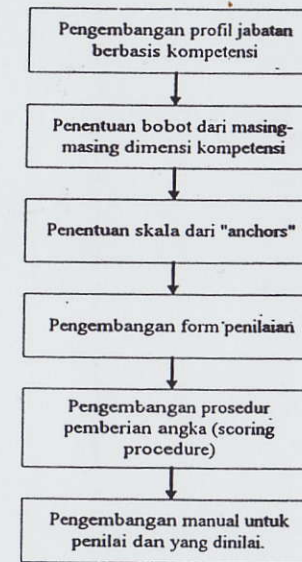 Pengembangan profil jabatan
berbasis kompetensi
Penentuan bobot dari masing-
masing dimensi kompetensi
Penentuan skala dari "anchors"
Pengembangan form penilaian
Pengembangan prosedur
pemberian angka (scoring
procedure)
Pengembangan manual untuk
penilai dan yang dinilai.